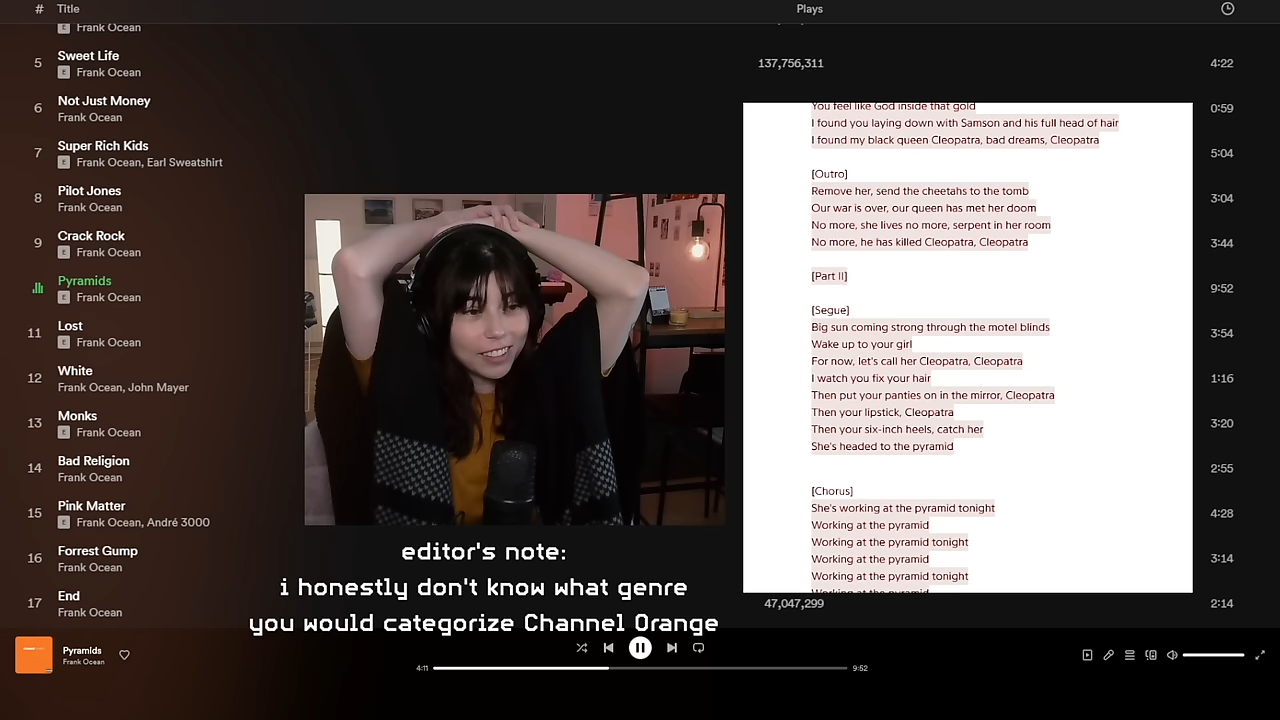 # Title Plays
Frank Ocean
5 Sweet Life 137,756,311 4:22
E Frank Ocean
6 Not Just Money 0:59
Frank Ocean
7 Super Rich Kids 5:04
E Frank Ocean, Earl Sweatshirt
8 Pilot Jones 3:04
Frank Ocean
9 Crack Rock 3:44
E Frank Ocean
Pyramids 9:52
E Frank Ocean
11 Lost 3:54
E Frank Ocean
12 White 1:16
Frank Ocean, John Mayer
13 Monks 3:20
E Frank Ocean
14 Bad Religion 2:55
Frank Ocean
15 Pink Matter 4:28
E Frank Ocean, André 3000
16 Forrest Gump 3:14
Frank Ocean
17 End 47,047,299 2:14
Frank Ocean
You feel like God inside that gold
I found you laying down with Samson and his full head of hair
I found my black queen Cleopatra, bad dreams, Cleopatra
[Outro]
Remove her, send the cheetahs to the tomb
Our war is over, our queen has met her doom
No more, she lives no more, serpent in her room
No more, he has killed Cleopatra, Cleopatra
[Part II]
[Segue]
Big sun coming strong through the motel blinds
Wake up to your girl
For now, let's call her Cleopatra, Cleopatra
I watch you fix your hair
Then put your panties on in the mirror, Cleopatra
Then your lipstick, Cleopatra
Then your six-inch heels, catch her
She's headed to the pyramid
[Chorus]
She's working at the pyramid tonight
Working at the pyramid
Working at the pyramid tonight
Working at the pyramid
Working at the pyramid tonight
editor's note:
i honestly don't know what genre
you would categorize Channel Orange
Pyramids
Frank Ocean
4:11 9:52